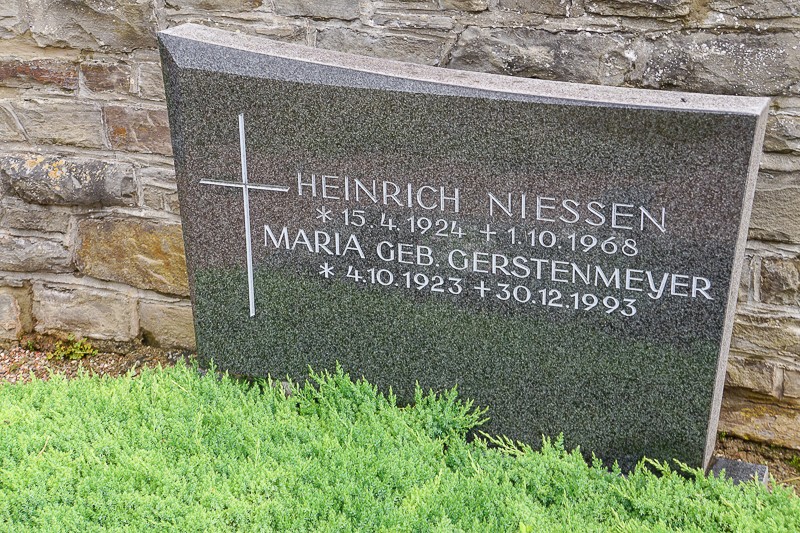 HEINRICH NIESSEN
* 15.4.1924 + 1.10.1968
MARIA GEB. GERSTENMEYER
* 4.10.1923 + 30.12.1993